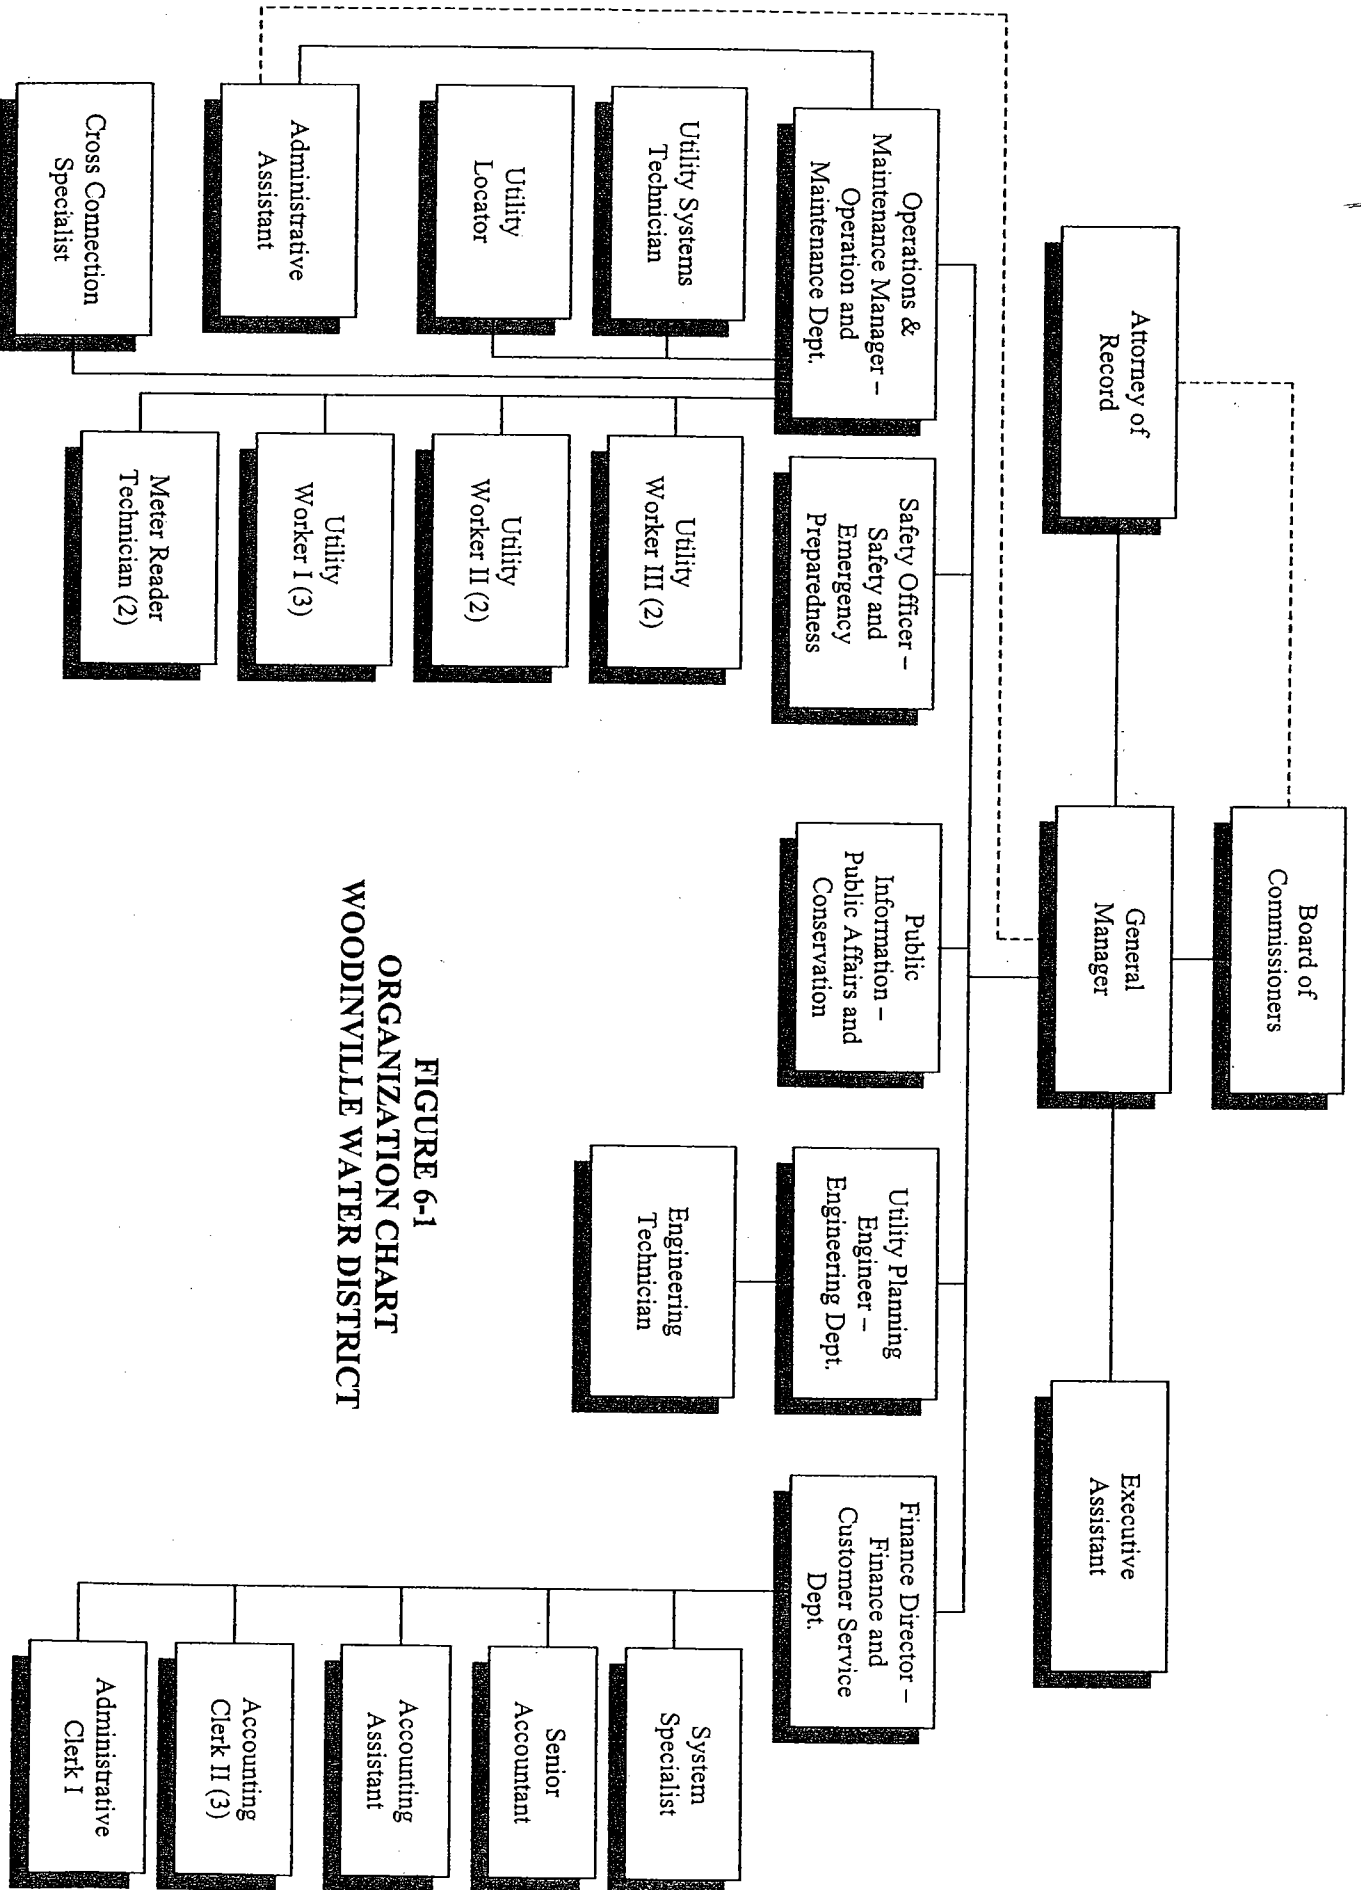 Board of
Commissioners
Attorney of
Record
General
Manager
Executive
Assistant
Operations &
Maintenance Manager –
Operation and
Maintenance Dept.
Safety Officer –
Safety and
Emergency
Preparedness
Public
Information –
Public Affairs and
Conservation
Utility Planning
Engineer –
Engineering Dept.
Finance Director –
Finance and
Customer Service
Dept.
Utility Systems
Technician
Utility
Locator
Administrative
Assistant
Cross Connection
Specialist
Utility
Worker III (2)
Utility
Worker II (2)
Utility
Worker I (3)
Meter Reader
Technician (2)
Engineering
Technician
System
Specialist
Senior
Accountant
Accounting
Assistant
Accounting
Clerk II (3)
Administrative
Clerk I
FIGURE 6-1
ORGANIZATION CHART
WOODINVILLE WATER DISTRICT